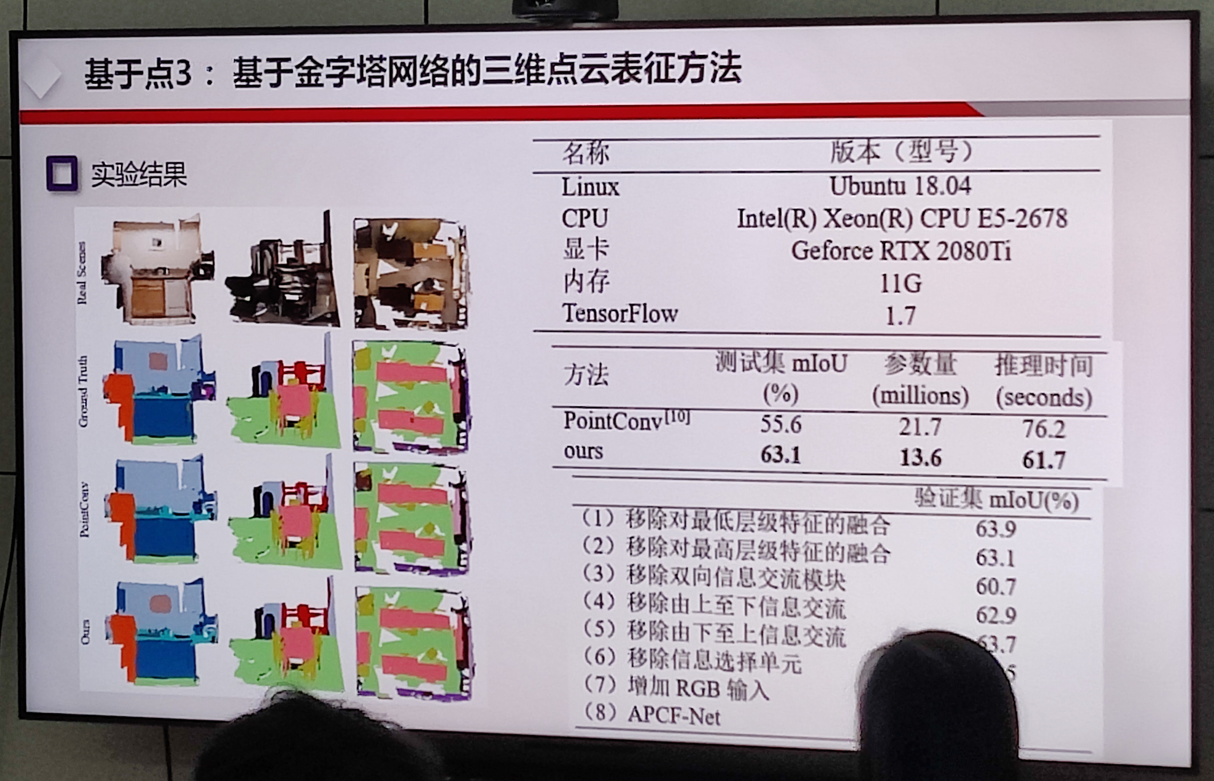 基于点3：基于金字塔网络的三维点云表征方法
实验结果
Real Scenes
Ground Truth
PointConv
Ours
名称 版本（型号）
Linux Ubuntu 18.04
CPU Intel(R) Xeon(R) CPU E5-2678
显卡 Geforce RTX 2080Ti
内存 11G
TensorFlow 1.7
方法 测试集 mIoU (%) 参数量 (millions) 推理时间 (seconds)
PointConv[10] 55.6 21.7 76.2
ours 63.1 13.6 61.7
验证集 mIoU(%)
（1）移除对最低层级特征的融合 63.9
（2）移除对最高层级特征的融合 63.1
（3）移除双向信息交流模块 60.7
（4）移除由上至下信息交流 62.9
（5）移除由下至上信息交流 63.7
（6）移除信息选择单元
（7）增加 RGB 输入
（8）APCF-Net